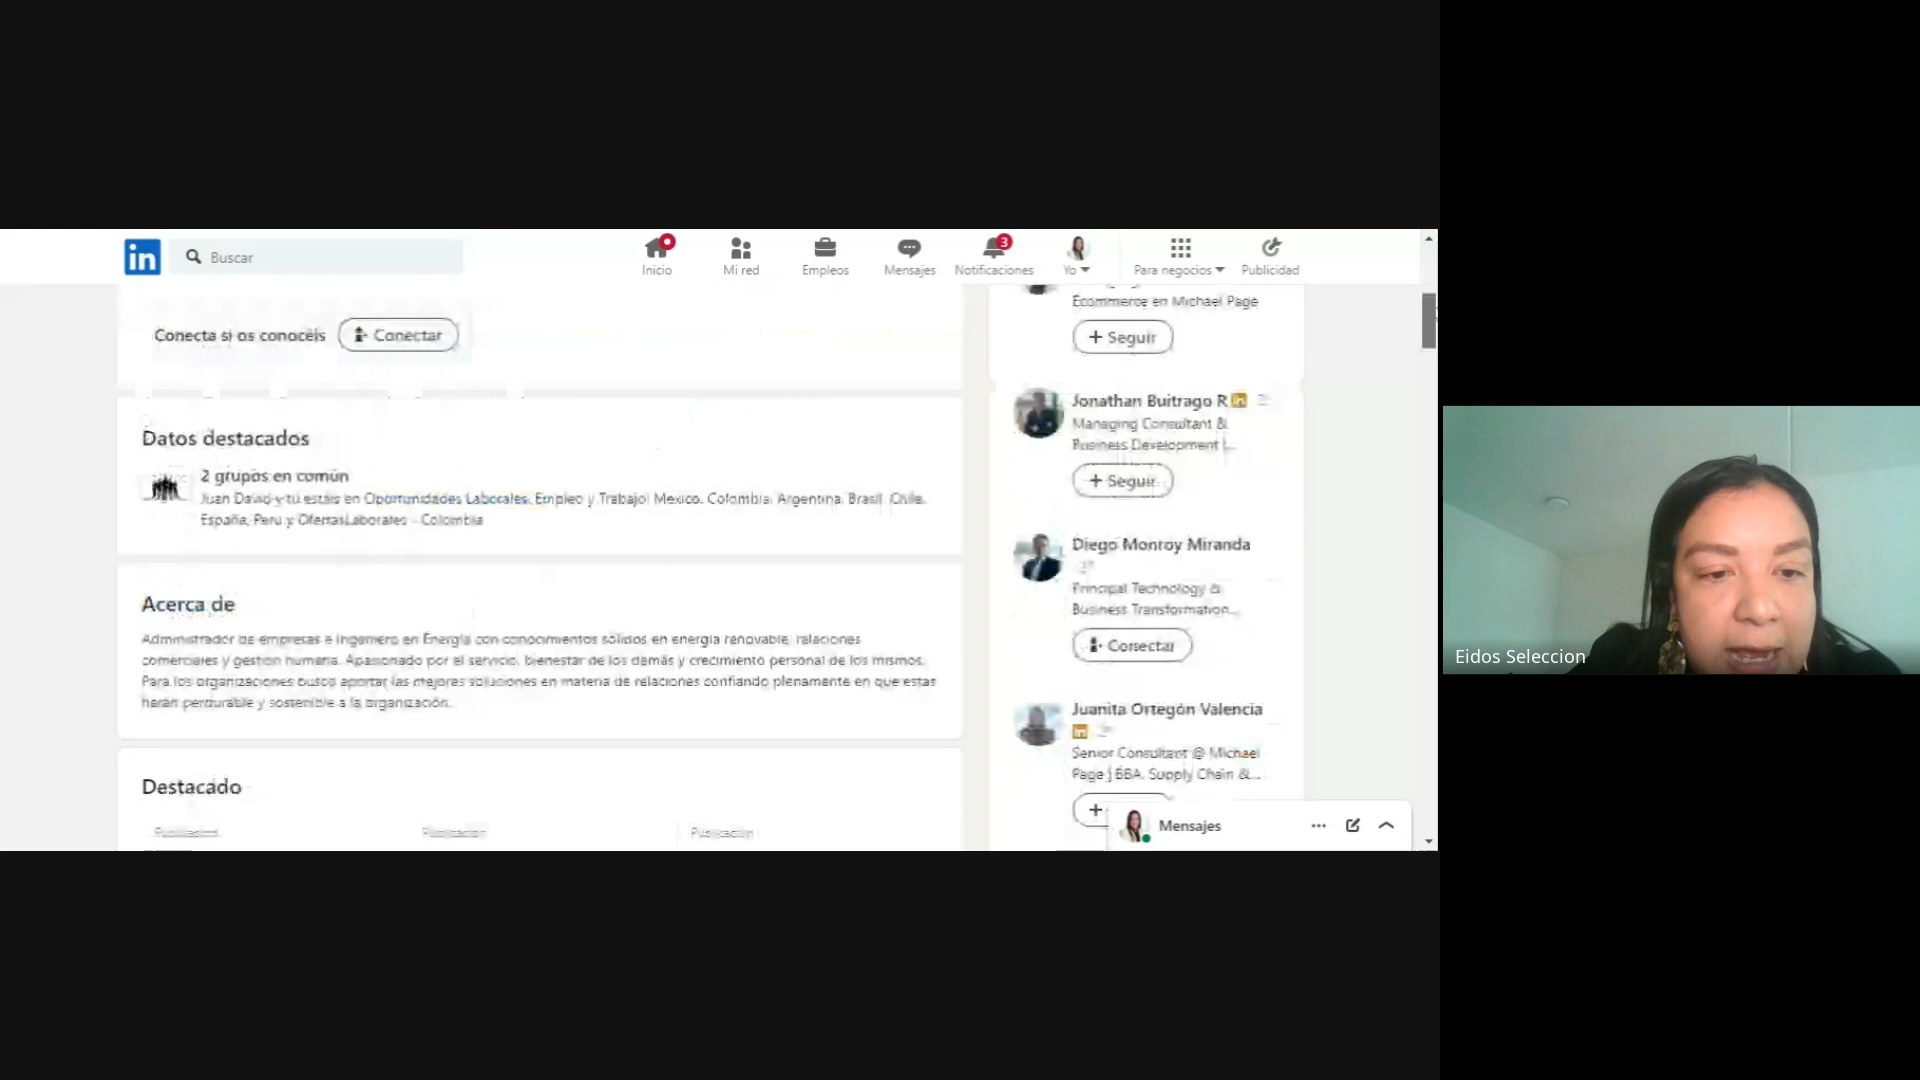 in
Buscar
Inicio
Mi red
Empleos
Mensajes
3
Notificaciones
Yo
Para negocios
Publicidad
Conecta si os conocéis
Conectar
Datos destacados
2 grupos en común
Juan David y tú estáis en Oportunidades Laborales, Empleo y Trabajo! Mexico, Colombia, Argentina, Brasil, Chile,
España, Peru y OfertasLaborales - Colombia
Acerca de
Administrador de empresas e ingeniero en Energía con conocimientos sólidos en energía renovable, relaciones
comerciales y gestión humana. Apasionado por el servicio, bienestar de los demás y crecimiento personal de los mismos.
Para los organizaciones busco aportar las mejores soluciones en materia de relaciones confiando plenamente en que estas
harán perdurable y sostenible a la organización.
Destacado
Publicación
Publicación
Publicación
Ecommerce en Michael Page
+ Seguir
Jonathan Buitrago R
Managing Consultant &
Business Development |...
+ Seguir
Diego Monroy Miranda
Principal Technology &
Business Transformation...
Conectar
Juanita Ortegón Valencia
Senior Consultant @ Michael
Page | BBA, Supply Chain &...
+
Mensajes
Eidos Seleccion